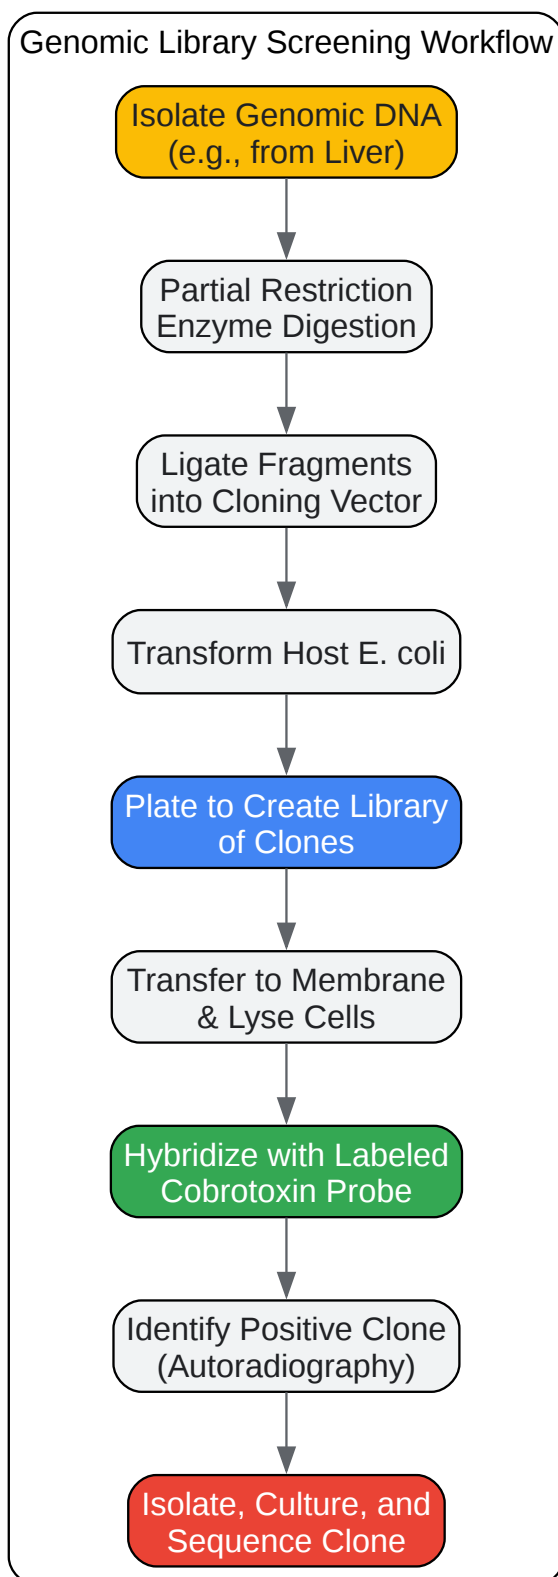 Genomic Library Screening Workflow
Isolate Genomic DNA
(e.g., from Liver)
Partial Restriction
Enzyme Digestion
Ligate Fragments
into Cloning Vector
Transform Host E. coli
Plate to Create Library
of Clones
Transfer to Membrane
& Lyse Cells
Hybridize with Labeled
Cobrotoxin Probe
Identify Positive Clone
(Autoradiography)
Isolate, Culture, and
Sequence Clone